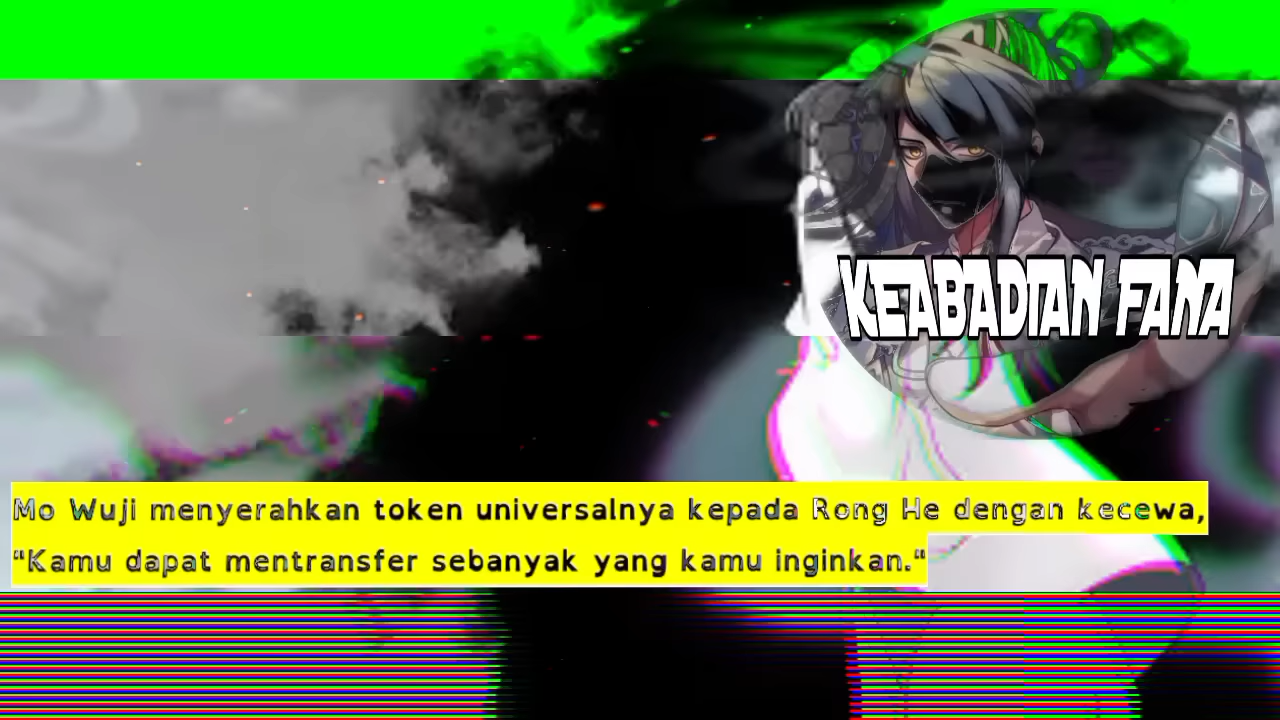 KEABADIAN FANA
Mo Wuji menyerahkan token universalnya kepada Rong He dengan kecewa,
"Kamu dapat mentransfer sebanyak yang kamu inginkan."